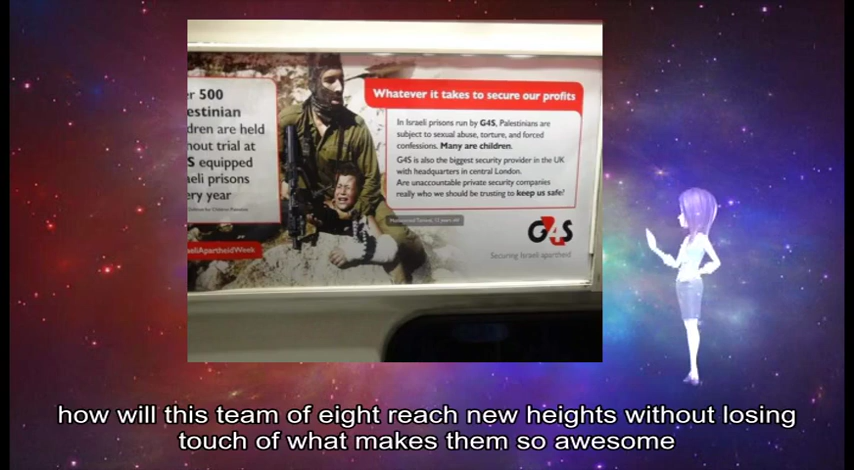 r 500
estinian
dren are held
hout trial at
S equipped
aeli prisons
ery year
aeliApartheidWeek
Whatever it takes to secure our profits
In Israeli prisons run by G4S, Palestinians are
subject to sexual abuse, torture, and forced
confessions. Many are children.
G4S is also the biggest security provider in the UK
with headquarters in central London.
Are unaccountable private security companies
really who we should be trusting to keep us safe?
G4S
Securing Israeli apartheid
how will this team of eight reach new heights without losing
touch of what makes them so awesome